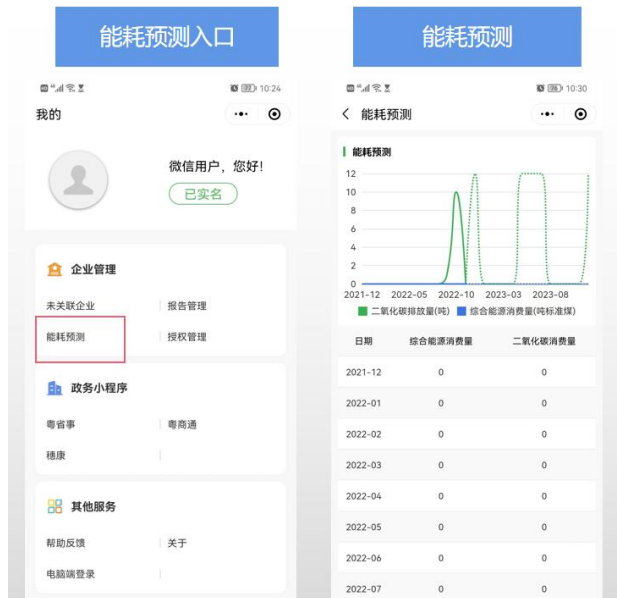 能耗预测入口
10:24
我的
微信用户，您好!
已实名
企业管理
未关联企业
报告管理
能耗预测
授权管理
政务小程序
粤省事
粤商通
穗康
其他服务
帮助反馈
关于
电脑端登录
能耗预测
10:30
能耗预测
能耗预测
12
10
8
6
4
2
0
2021-12 2022-05 2022-10 2023-03 2023-08
二氧化碳排放量(吨) 综合能源消费量(吨标准煤)
日期 综合能源消费量 二氧化碳消费量
2021-12 0 0
2022-01 0 0
2022-02 0 0
2022-03 0 0
2022-04 0 0
2022-05 0 0
2022-06 0 0
2022-07 0 0